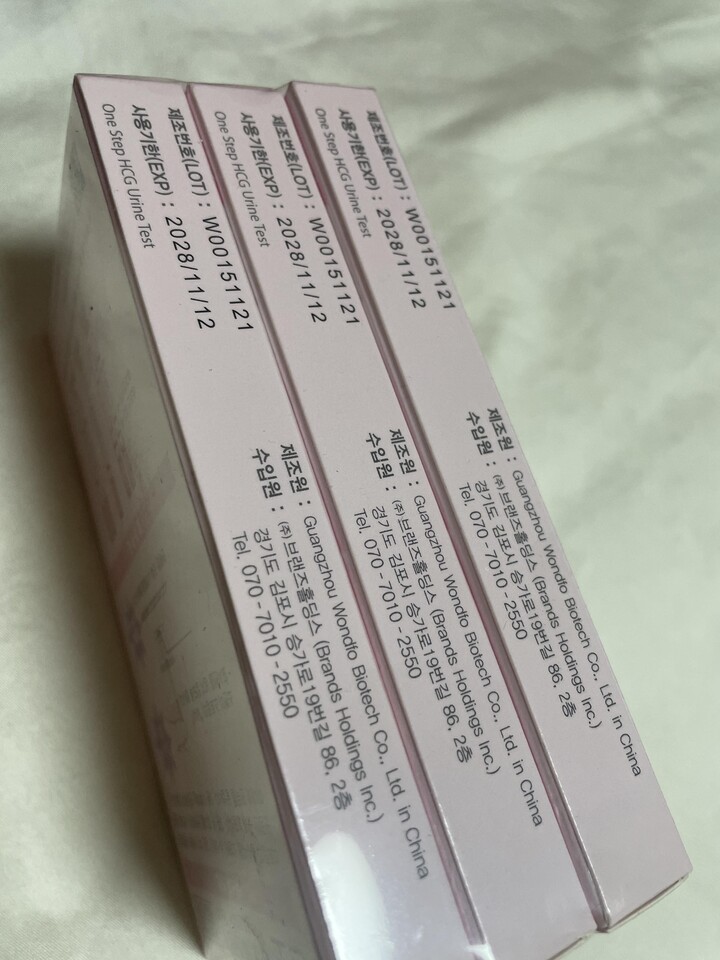 제조번호(LOT) : W00151121
사용기한(EXP) : 2028/11/12
One Step HCG Urine Test
제조원 : Guangzhou Wondfo Biotech Co., Ltd. in China
수입원 : (주)브랜즈홀딩스 (Brands Holdings Inc.)
경기도 김포시 승가로19번길 86, 2층
Tel. 070 - 7010 - 2550
제조번호(LOT) : W00151121
사용기한(EXP) : 2028/11/12
One Step HCG Urine Test
제조원 : Guangzhou Wondfo Biotech Co., Ltd. in China
수입원 : (주)브랜즈홀딩스 (Brands Holdings Inc.)
경기도 김포시 승가로19번길 86, 2층
Tel. 070 - 7010 - 2550
제조번호(LOT) : W00151121
사용기한(EXP) : 2028/11/12
One Step HCG Urine Test
제조원 : Guangzhou Wondfo Biotech Co., Ltd. in China
수입원 : (주)브랜즈홀딩스 (Brands Holdings Inc.)
경기도 김포시 승가로19번길 86, 2층
Tel. 070 - 7010 - 2550